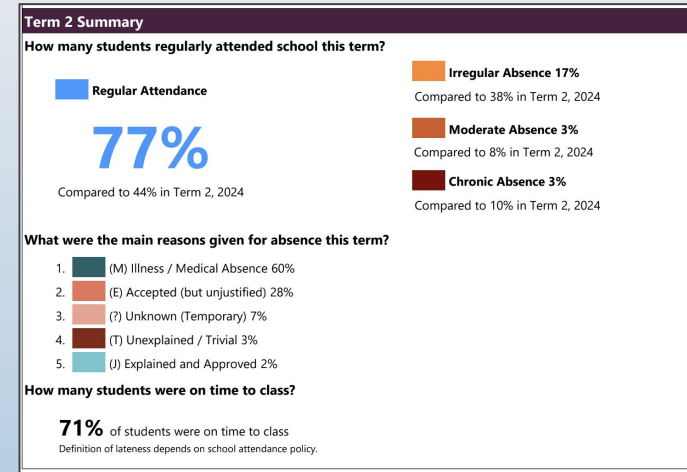 Term 2 Summary
How many students regularly attended school this term?
Regular Attendance
77%
Compared to 44% in Term 2, 2024
Irregular Absence 17%
Compared to 38% in Term 2, 2024
Moderate Absence 3%
Compared to 8% in Term 2, 2024
Chronic Absence 3%
Compared to 10% in Term 2, 2024
What were the main reasons given for absence this term?
1. (M) Illness / Medical Absence 60%
2. (E) Accepted (but unjustified) 28%
3. (?) Unknown (Temporary) 7%
4. (T) Unexplained / Trivial 3%
5. (J) Explained and Approved 2%
How many students were on time to class?
71% of students were on time to class
Definition of lateness depends on school attendance policy.